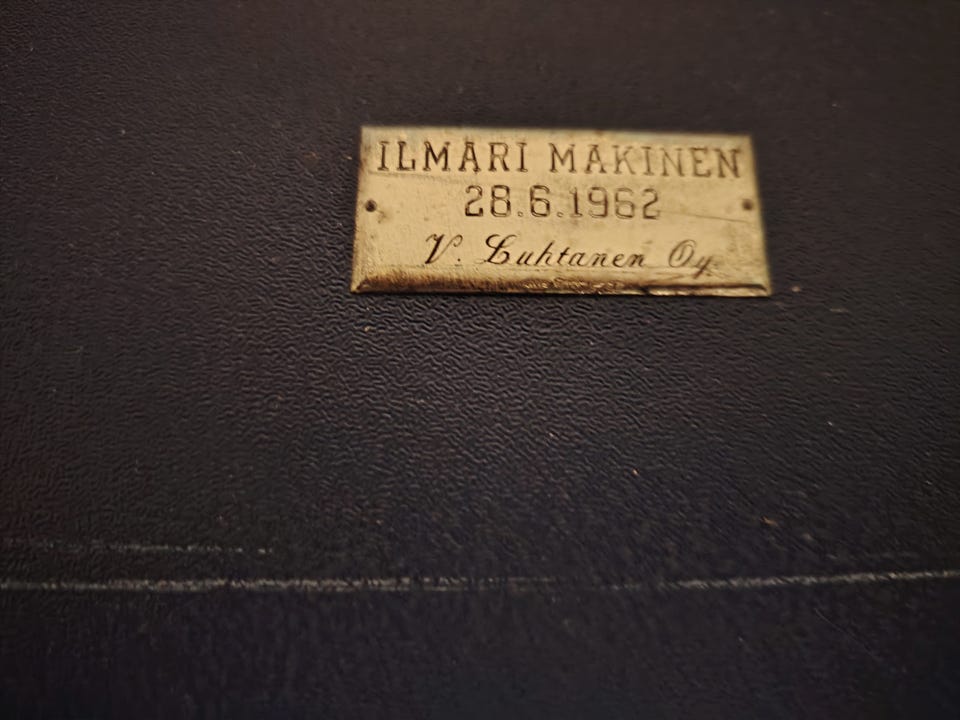 ILMARI MAKINEN
28.6.1962
V. Luhtanen Oy.